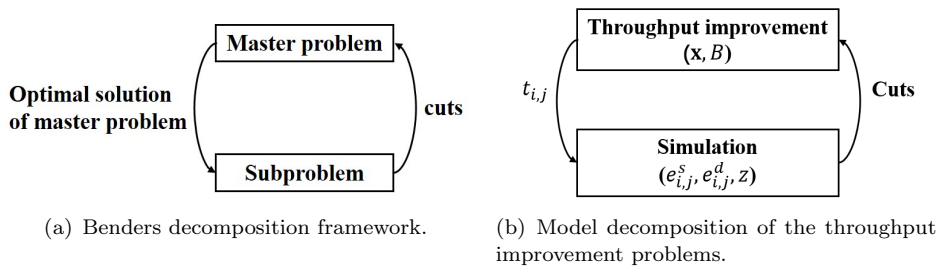 Master problem
Optimal solution
of master problem
cuts
Subproblem
(a) Benders decomposition framework.
Throughput improvement
(x, B)
t_{i,j}
Cuts
Simulation
(e^s_{i,j}, e^d_{i,j}, z)
(b) Model decomposition of the throughput
improvement problems.